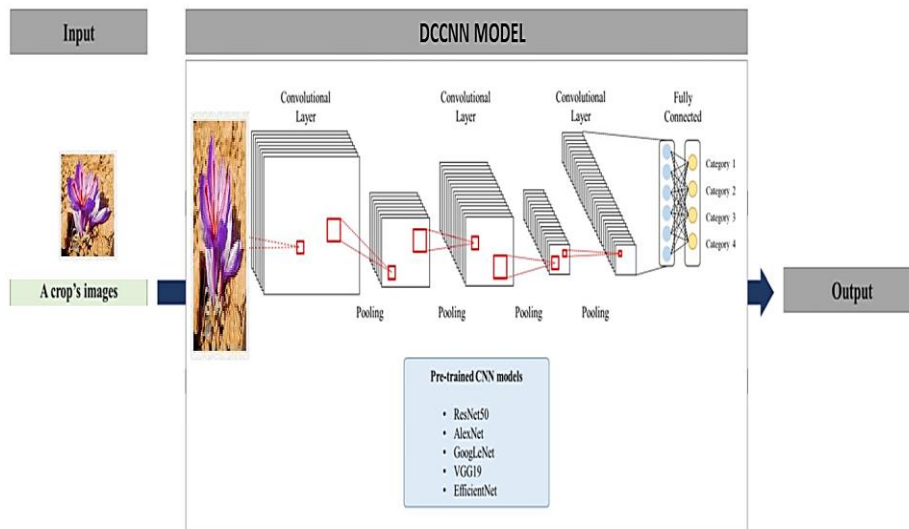 Input
DCCNN MODEL
Convolutional
Layer
Convolutional
Layer
Convolutional
Layer
Fully
Connected
Category 1
Category 2
Category 3
Category 4
A crop's images
Output
Pooling
Pooling
Pooling
Pooling
Pre-trained CNN models
• ResNet50
• AlexNet
• GoogLeNet
• VGG19
• EfficientNet